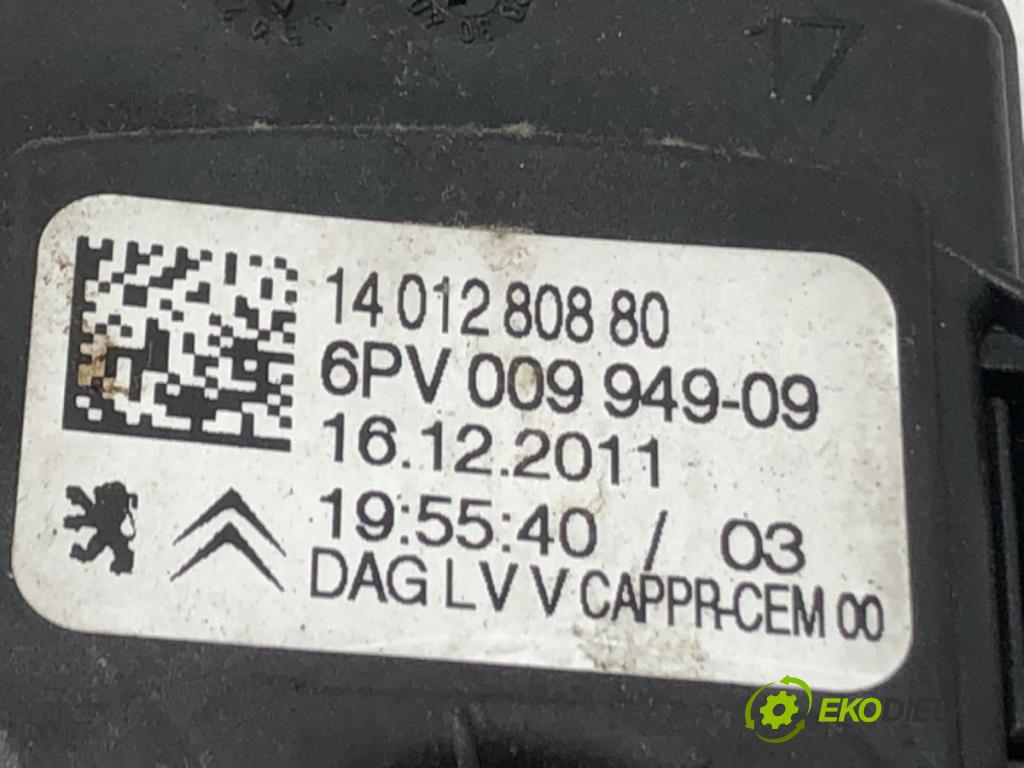 17
14 012 808 80
6PV 009 949-09
16.12.2011
19:55:40 / 03
DAG L V V CAPPR-CEM 00
EKODIEL